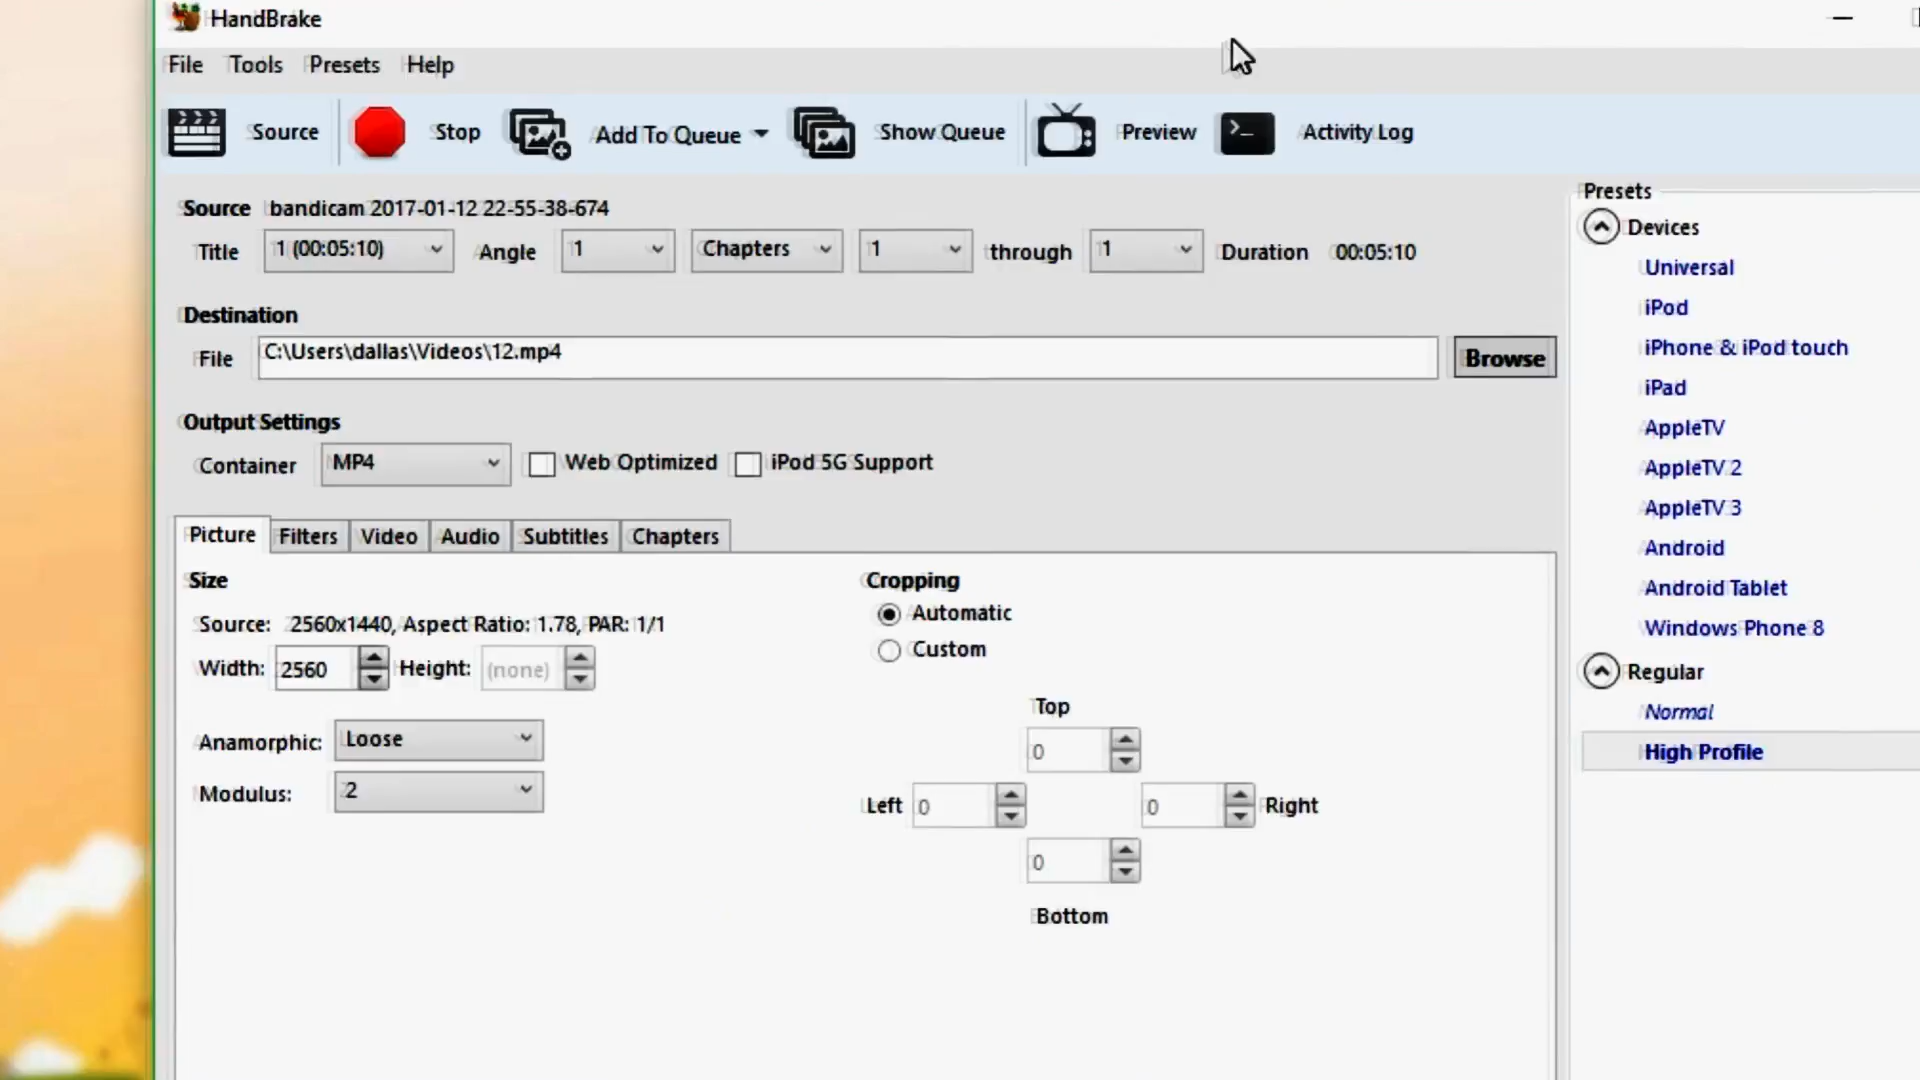 HandBrake
File Tools Presets Help
Source Stop Add To Queue Show Queue Preview Activity Log
Source bandicam 2017-01-12 22-55-38-674
Title 1 (00:05:10) Angle 1 Chapters 1 through 1 Duration 00:05:10
Destination
File C:\Users\dallas\Videos\12.mp4 Browse
Output Settings
Container MP4 Web Optimized iPod 5G Support
Picture Filters Video Audio Subtitles Chapters
Size
Source: 2560x1440, Aspect Ratio: 1.78, PAR: 1/1
Width: 2560 Height: (none)
Anamorphic: Loose
Modulus: 2
Cropping
Automatic
Custom
Top
0
Left 0 0 Right
0
Bottom
Presets
Devices
Universal
iPod
iPhone & iPod touch
iPad
AppleTV
AppleTV 2
AppleTV 3
Android
Android Tablet
Windows Phone 8
Regular
Normal
High Profile